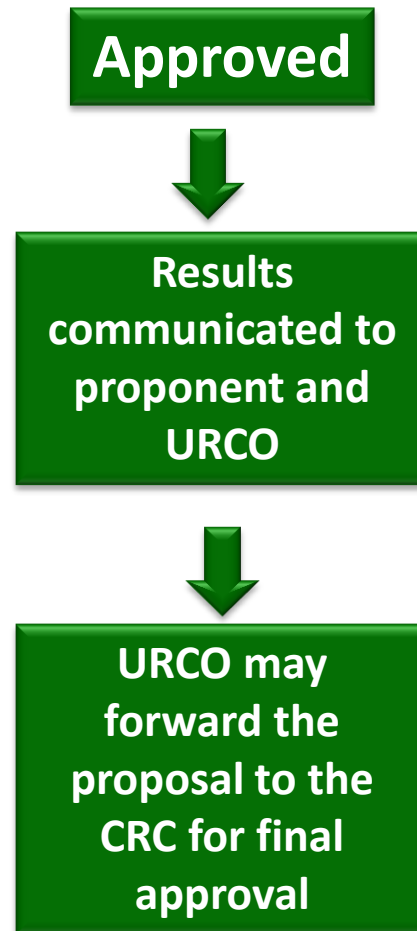 Approved
Results
communicated to
proponent and
URCO
URCO may
forward the
proposal to the
CRC for final
approval